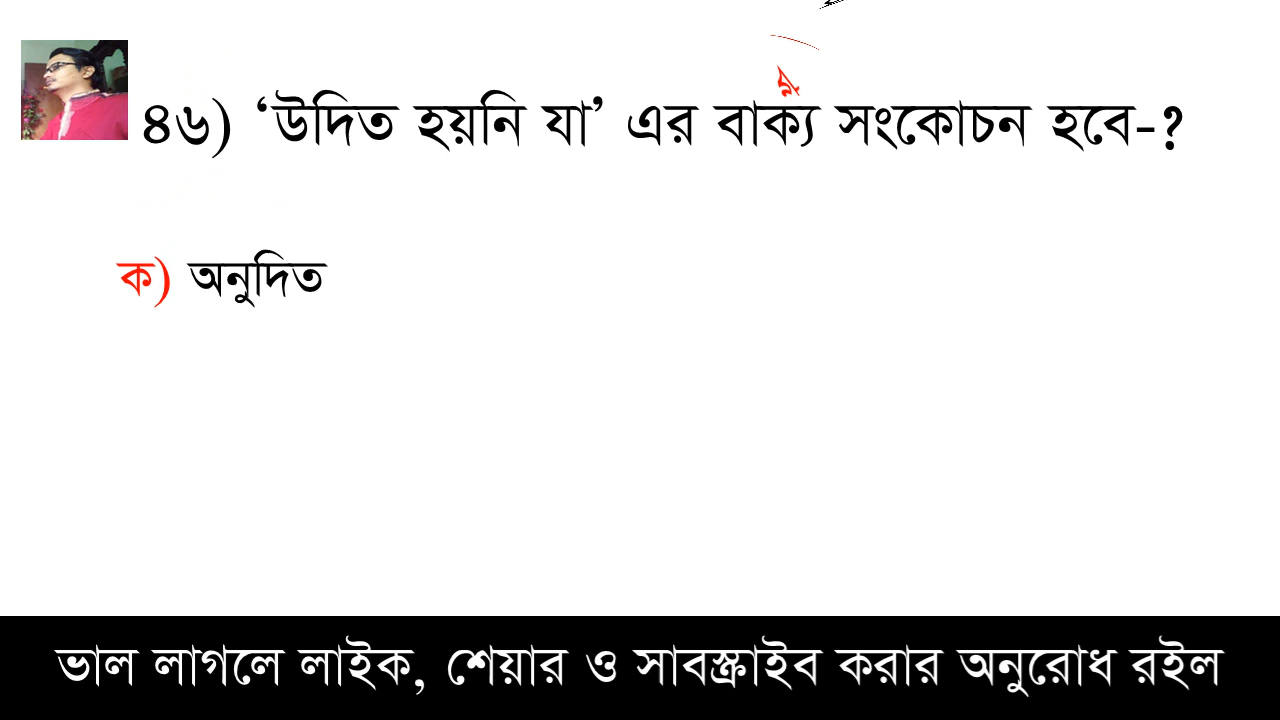 ৪৬) ‘উদিত হয়নি যা’ এর বাক্য সংকোচন হবে-?
ক) অনুদিত
ভাল লাগলে লাইক, শেয়ার ও সাবস্ক্রাইব করার অনুরোধ রইল